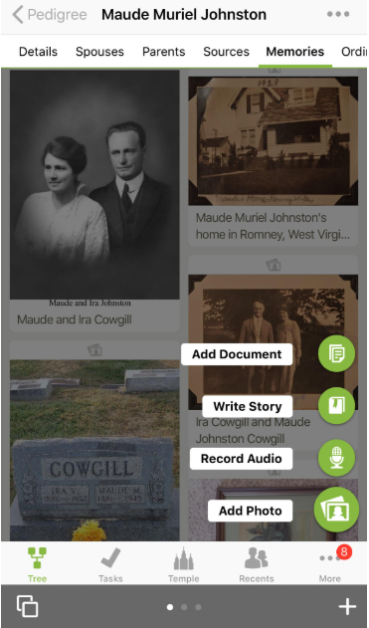 Pedigree
Maude Muriel Johnston
Details Spouses Parents Sources Memories Ordi
1937
Maude Muriel Johnston's
home in Romney, West Virgi...
Maude and Ira Johnston
Maude and Ira Cowgill
Add Document
Write Story
Ira Cowgill and Maude
Johnston Cowgill
Record Audio
COWGILL
IRA V.
MAUDE M.
Add Photo
8
Tree Tasks Temple Recents More